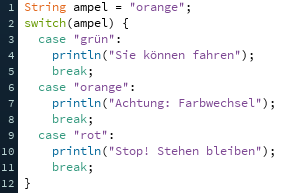 1 String ampel = "orange";
2 switch(ampel) {
3   case "grün":
4     println("Sie können fahren");
5     break;
6   case "orange":
7     println("Achtung: Farbwechsel");
8     break;
9   case "rot":
10     println("Stop! Stehen bleiben");
11     break;
12 }